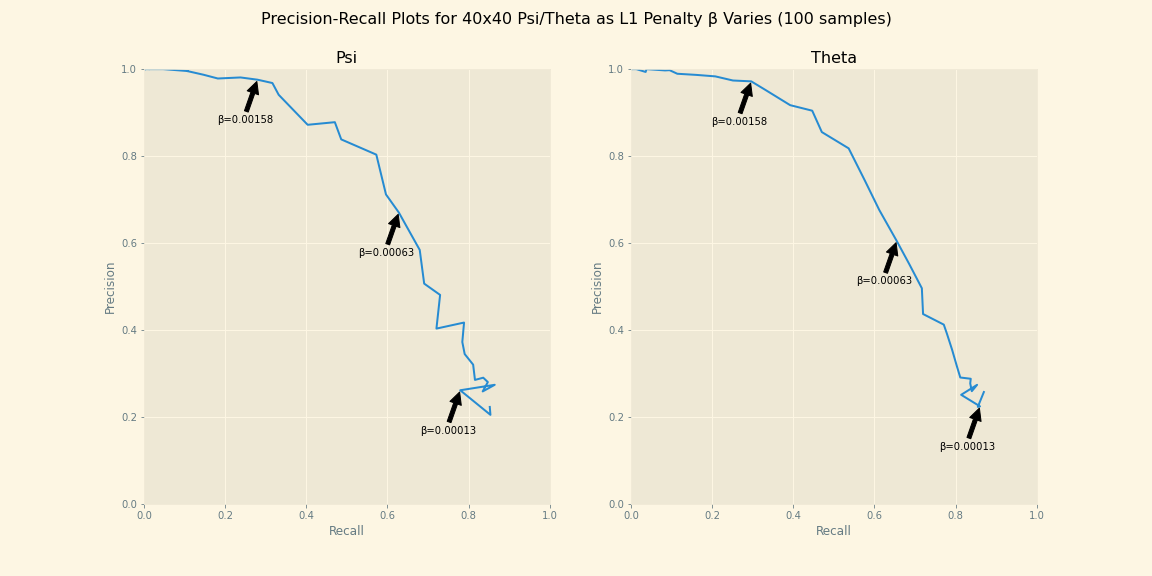 Precision-Recall Plots for 40x40 Psi/Theta as L1 Penalty β Varies (100 samples)
Psi
1.0
0.8
0.6
0.4
0.2
0.0
Precision
β=0.00158
β=0.00063
β=0.00013
0.0 0.2 0.4 0.6 0.8 1.0
Recall
Theta
1.0
0.8
0.6
0.4
0.2
0.0
Precision
β=0.00158
β=0.00063
β=0.00013
0.0 0.2 0.4 0.6 0.8 1.0
Recall